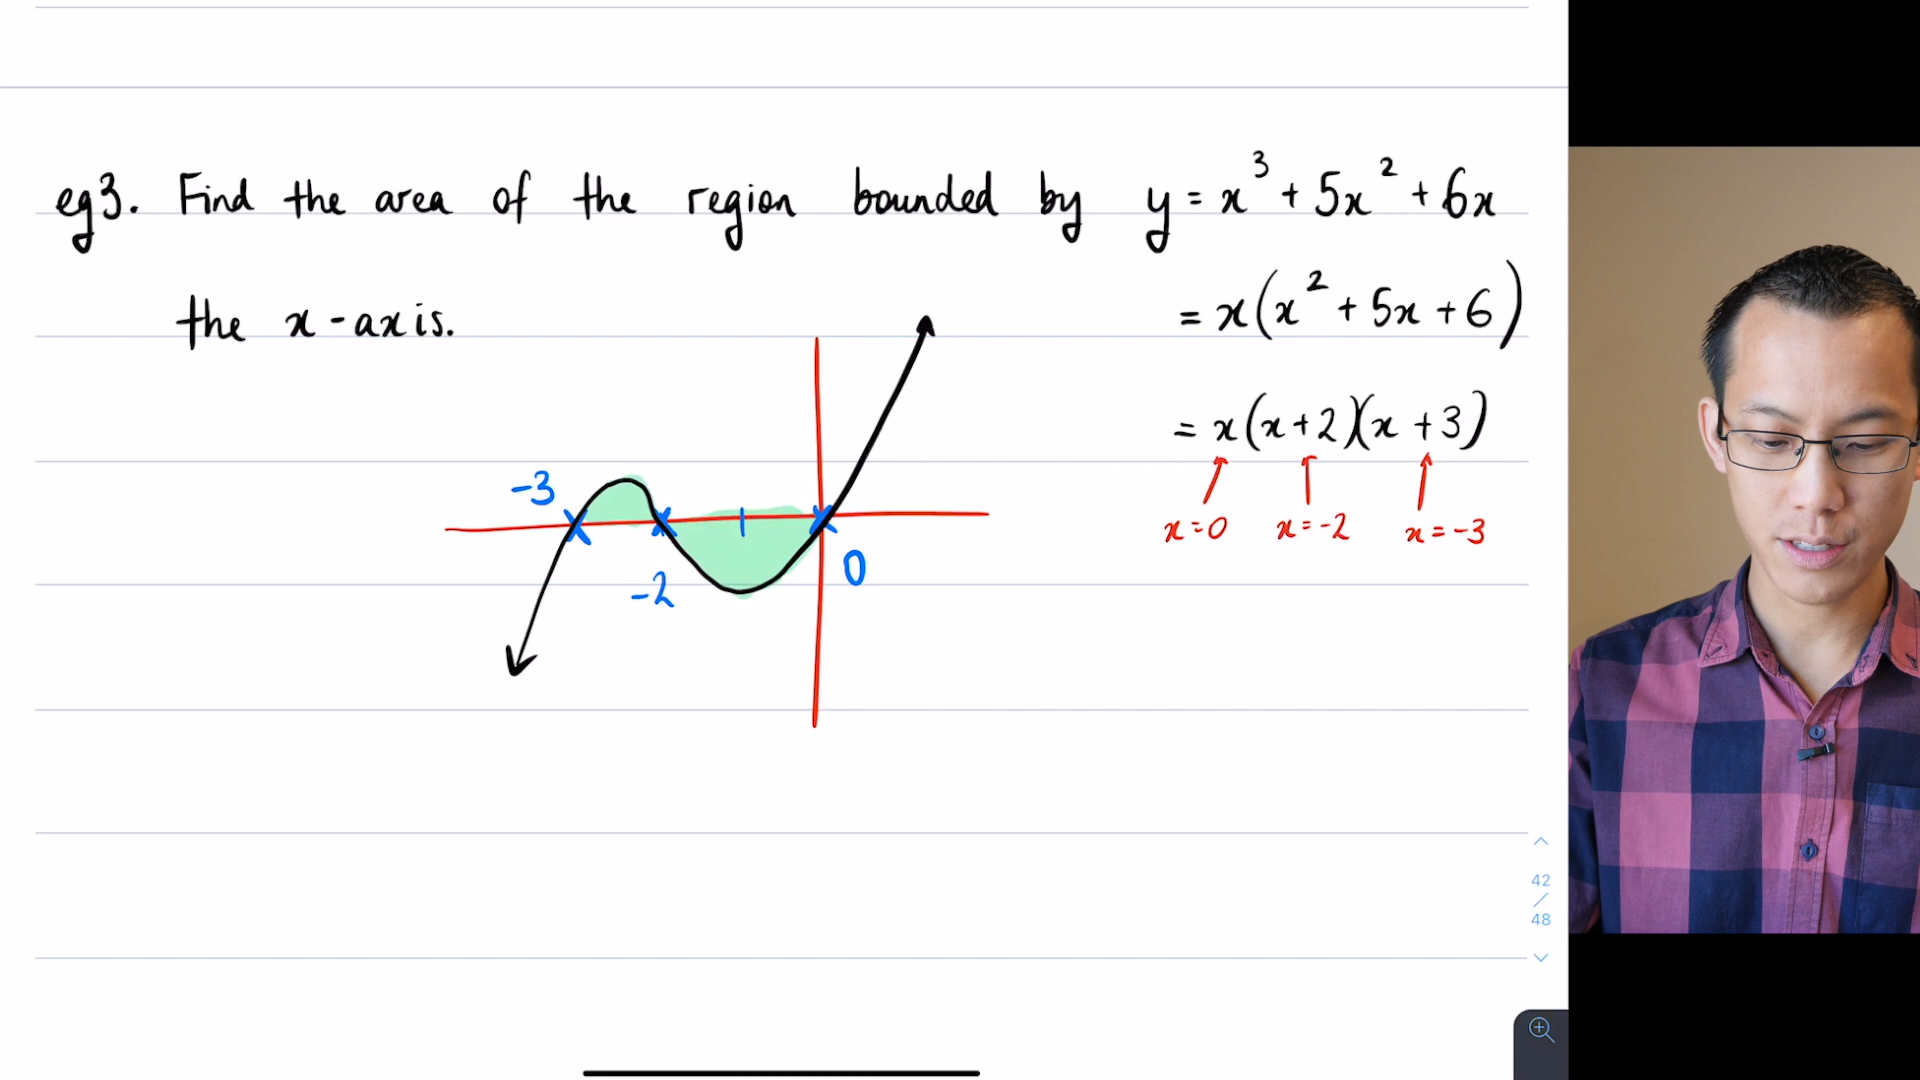 eg3. Find the area of the region bounded by y = x³ + 5x² + 6x
the x-axis.
= x(x² + 5x + 6)
= x(x+2)(x+3)
x=0 x=-2 x=-3
-3
-2
0
42
/
48